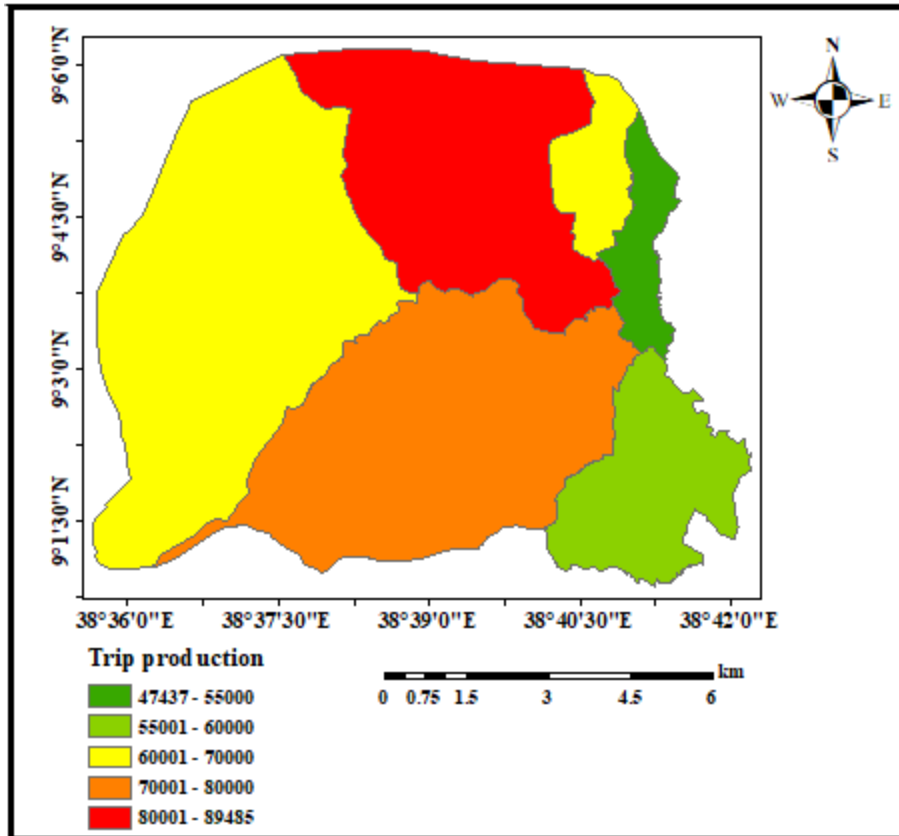 N
W E
S
9°6'0"N
9°4'30"N
9°3'0"N
9°1'30"N
38°36'0"E 38°37'30"E 38°39'0"E 38°40'30"E 38°42'0"E
Trip production
47437 - 55000
55001 - 60000
60001 - 70000
70001 - 80000
80001 - 89485
km
0 0.75 1.5 3 4.5 6